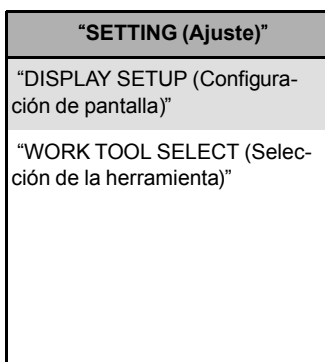 “SETTING (Ajuste)”
“DISPLAY SETUP (Configura-
ción de pantalla)”
“WORK TOOL SELECT (Selec-
ción de la herramienta)”